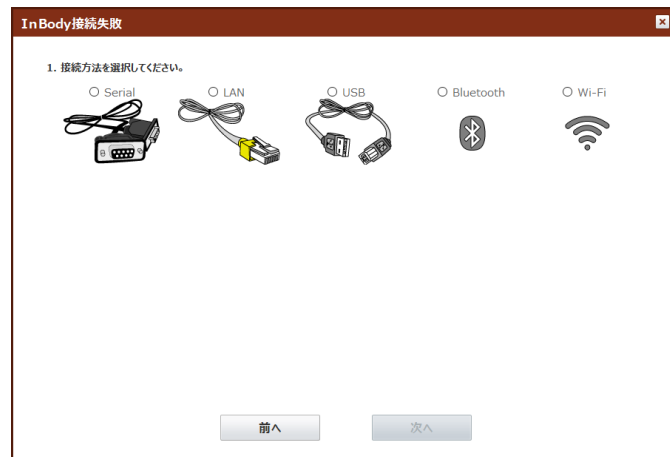 InBody接続失敗
1. 接続方法を選択してください。
Serial
LAN
USB
Bluetooth
Wi-Fi
前へ
次へ